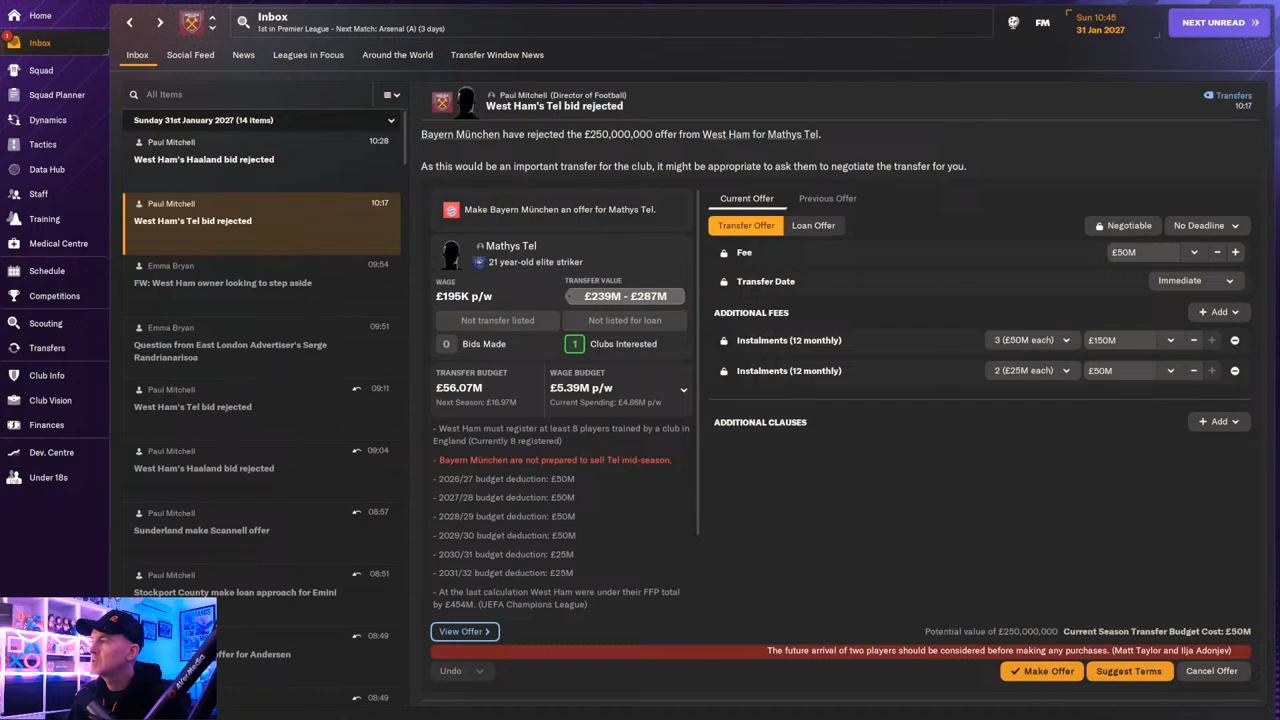 Home
Inbox
1st in Premier League - Next Match: Arsenal (A) (3 days)
FM
Sun 10:45
31 Jan 2027
NEXT UNREAD
1
Inbox
Squad
Squad Planner
Dynamics
Tactics
Data Hub
Staff
Training
Medical Centre
Schedule
Competitions
Scouting
Transfers
Club Info
Club Vision
Finances
Dev. Centre
Under 18s
Inbox
Social Feed
News
Leagues in Focus
Around the World
Transfer Window News
All Items
Sunday 31st January 2027 (14 items)
Paul Mitchell 10:28
West Ham's Haaland bid rejected
Paul Mitchell 10:17
West Ham's Tel bid rejected
Emma Bryan 09:54
FW: West Ham owner looking to step aside
Emma Bryan 09:51
Question from East London Advertiser's Serge
Randrianarisoa
Paul Mitchell 09:11
West Ham's Tel bid rejected
Paul Mitchell 09:04
West Ham's Haaland bid rejected
Paul Mitchell 08:57
Sunderland make Scannell offer
Paul Mitchell 08:51
Stockport County make loan approach for Emini
08:49
offer for Andersen
08:49
Paul Mitchell (Director of Football)
West Ham's Tel bid rejected
Transfers
10:17
Bayern München have rejected the £250,000,000 offer from West Ham for Mathys Tel.
As this would be an important transfer for the club, it might be appropriate to ask them to negotiate the transfer for you.
Make Bayern München an offer for Mathys Tel.
Mathys Tel
21 year-old elite striker
WAGE
£195K p/w
TRANSFER VALUE
£239M - £287M
Not transfer listed
Not listed for loan
0 Bids Made
1 Clubs Interested
TRANSFER BUDGET
£56.07M
Next Season: £16.97M
WAGE BUDGET
£5.39M p/w
Current Spending: £4.86M p/w
- West Ham must register at least 8 players trained by a club in
England (Currently 8 registered)
- Bayern München are not prepared to sell Tel mid-season.
- 2026/27 budget deduction: £50M
- 2027/28 budget deduction: £50M
- 2028/29 budget deduction: £50M
- 2029/30 budget deduction: £50M
- 2030/31 budget deduction: £25M
- 2031/32 budget deduction: £25M
- At the last calculation West Ham were under their FFP total
by £454M. (UEFA Champions League)
Current Offer
Previous Offer
Transfer Offer
Loan Offer
Negotiable
No Deadline
Fee £50M
Transfer Date Immediate
ADDITIONAL FEES
Add
Instalments (12 monthly) 3 (£50M each) £150M
Instalments (12 monthly) 2 (£25M each) £50M
ADDITIONAL CLAUSES
Add
View Offer
Potential value of £250,000,000 Current Season Transfer Budget Cost: £50M
The future arrival of two players should be considered before making any purchases. (Matt Taylor and Ilja Adonjev)
Undo
Make Offer
Suggest Terms
Cancel Offer
AVerMedia